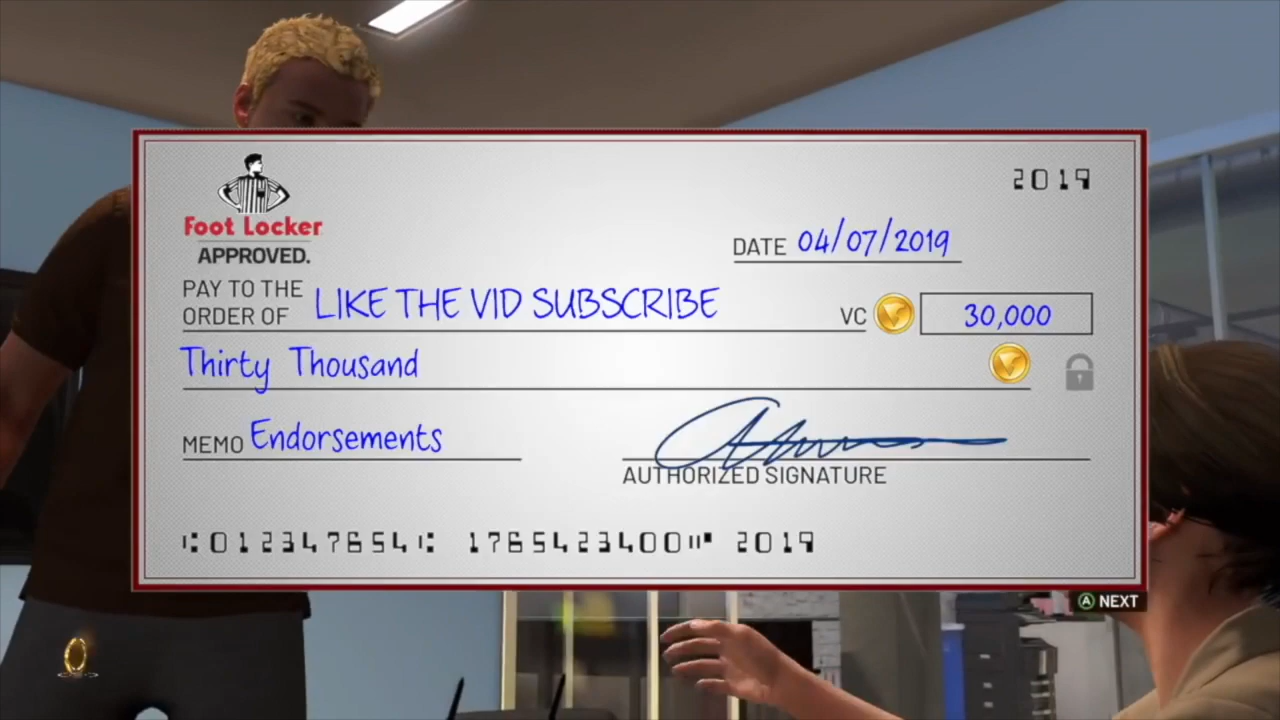 2019
Foot Locker
APPROVED.
DATE 04/07/2019
PAY TO THE
ORDER OF LIKE THE VID SUBSCRIBE
VC 30,000
Thirty Thousand
MEMO Endorsements
AUTHORIZED SIGNATURE
⑆012347654⑆ 1765423400⑈ 2019
A NEXT